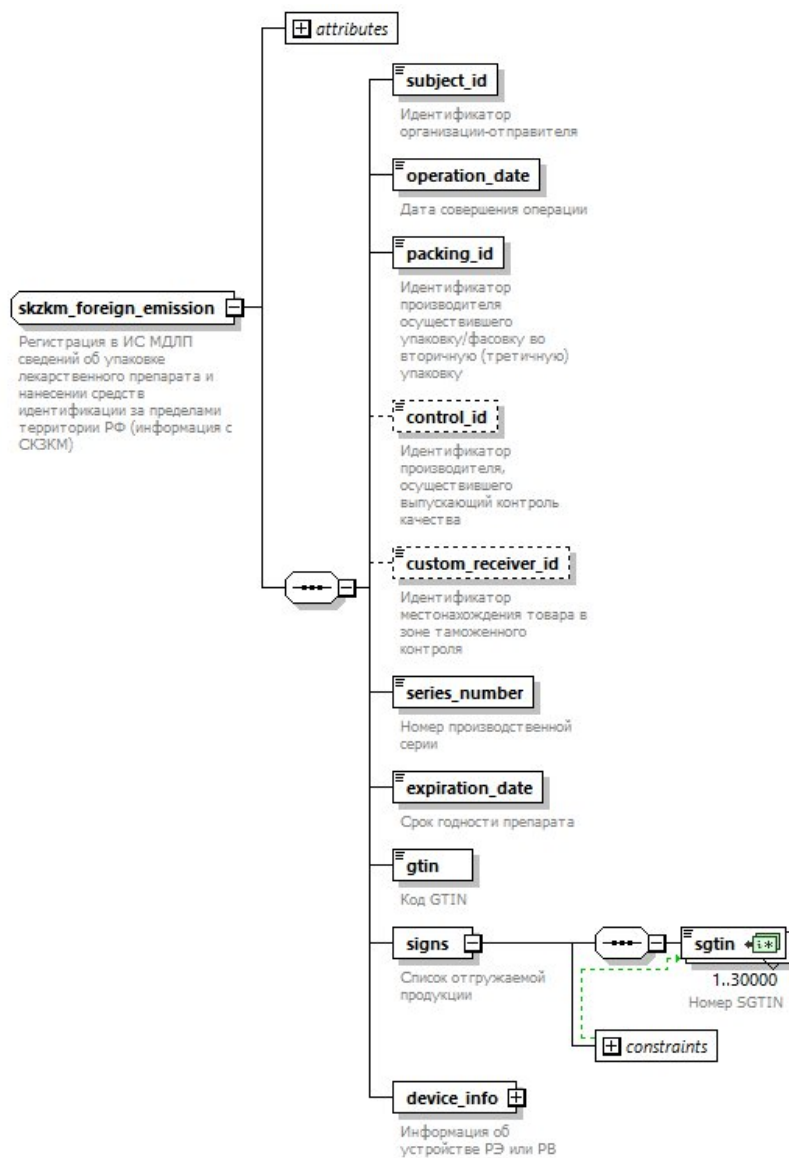 attributes
subject_id
Идентификатор
организации-отправителя
operation_date
Дата совершения операции
packing_id
Идентификатор
производителя
осуществившего
упаковку/фасовку во
вторичную (третичную)
упаковку
skzkm_foreign_emission
Регистрация в ИС МДЛП
сведений об упаковке
лекарственного препарата и
нанесении средств
идентификации за пределами
территории РФ (информация с
СКЗКМ)
control_id
Идентификатор
производителя,
осуществившего
выпускающий контроль
качества
custom_receiver_id
Идентификатор
местонахождения товара в
зоне таможенного
контроля
series_number
Номер производственной
серии
expiration_date
Срок годности препарата
gtin
Код GTIN
signs
Список отгружаемой
продукции
sgtin
1..30000
Номер SGTIN
constraints
device_info
Информация об
устройстве РЭ или РВ